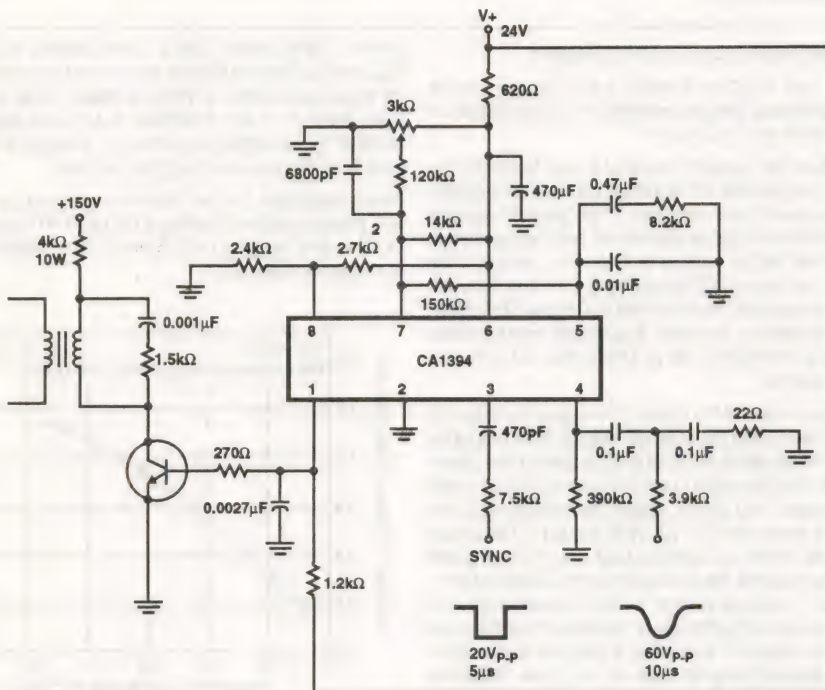 V+
24V
620Ω
3kΩ
6800pF
120kΩ
470µF
0.47µF
8.2kΩ
+150V
4kΩ
10W
2
14kΩ
2.4kΩ
2.7kΩ
0.01µF
150kΩ
0.001µF
1.5kΩ
8
7
6
5
CA1394
1
2
3
4
470pF
22Ω
0.1µF
0.1µF
270Ω
0.0027µF
7.5kΩ
390kΩ
3.9kΩ
SYNC
1.2kΩ
20Vp-p
5µs
60Vp-p
10µs